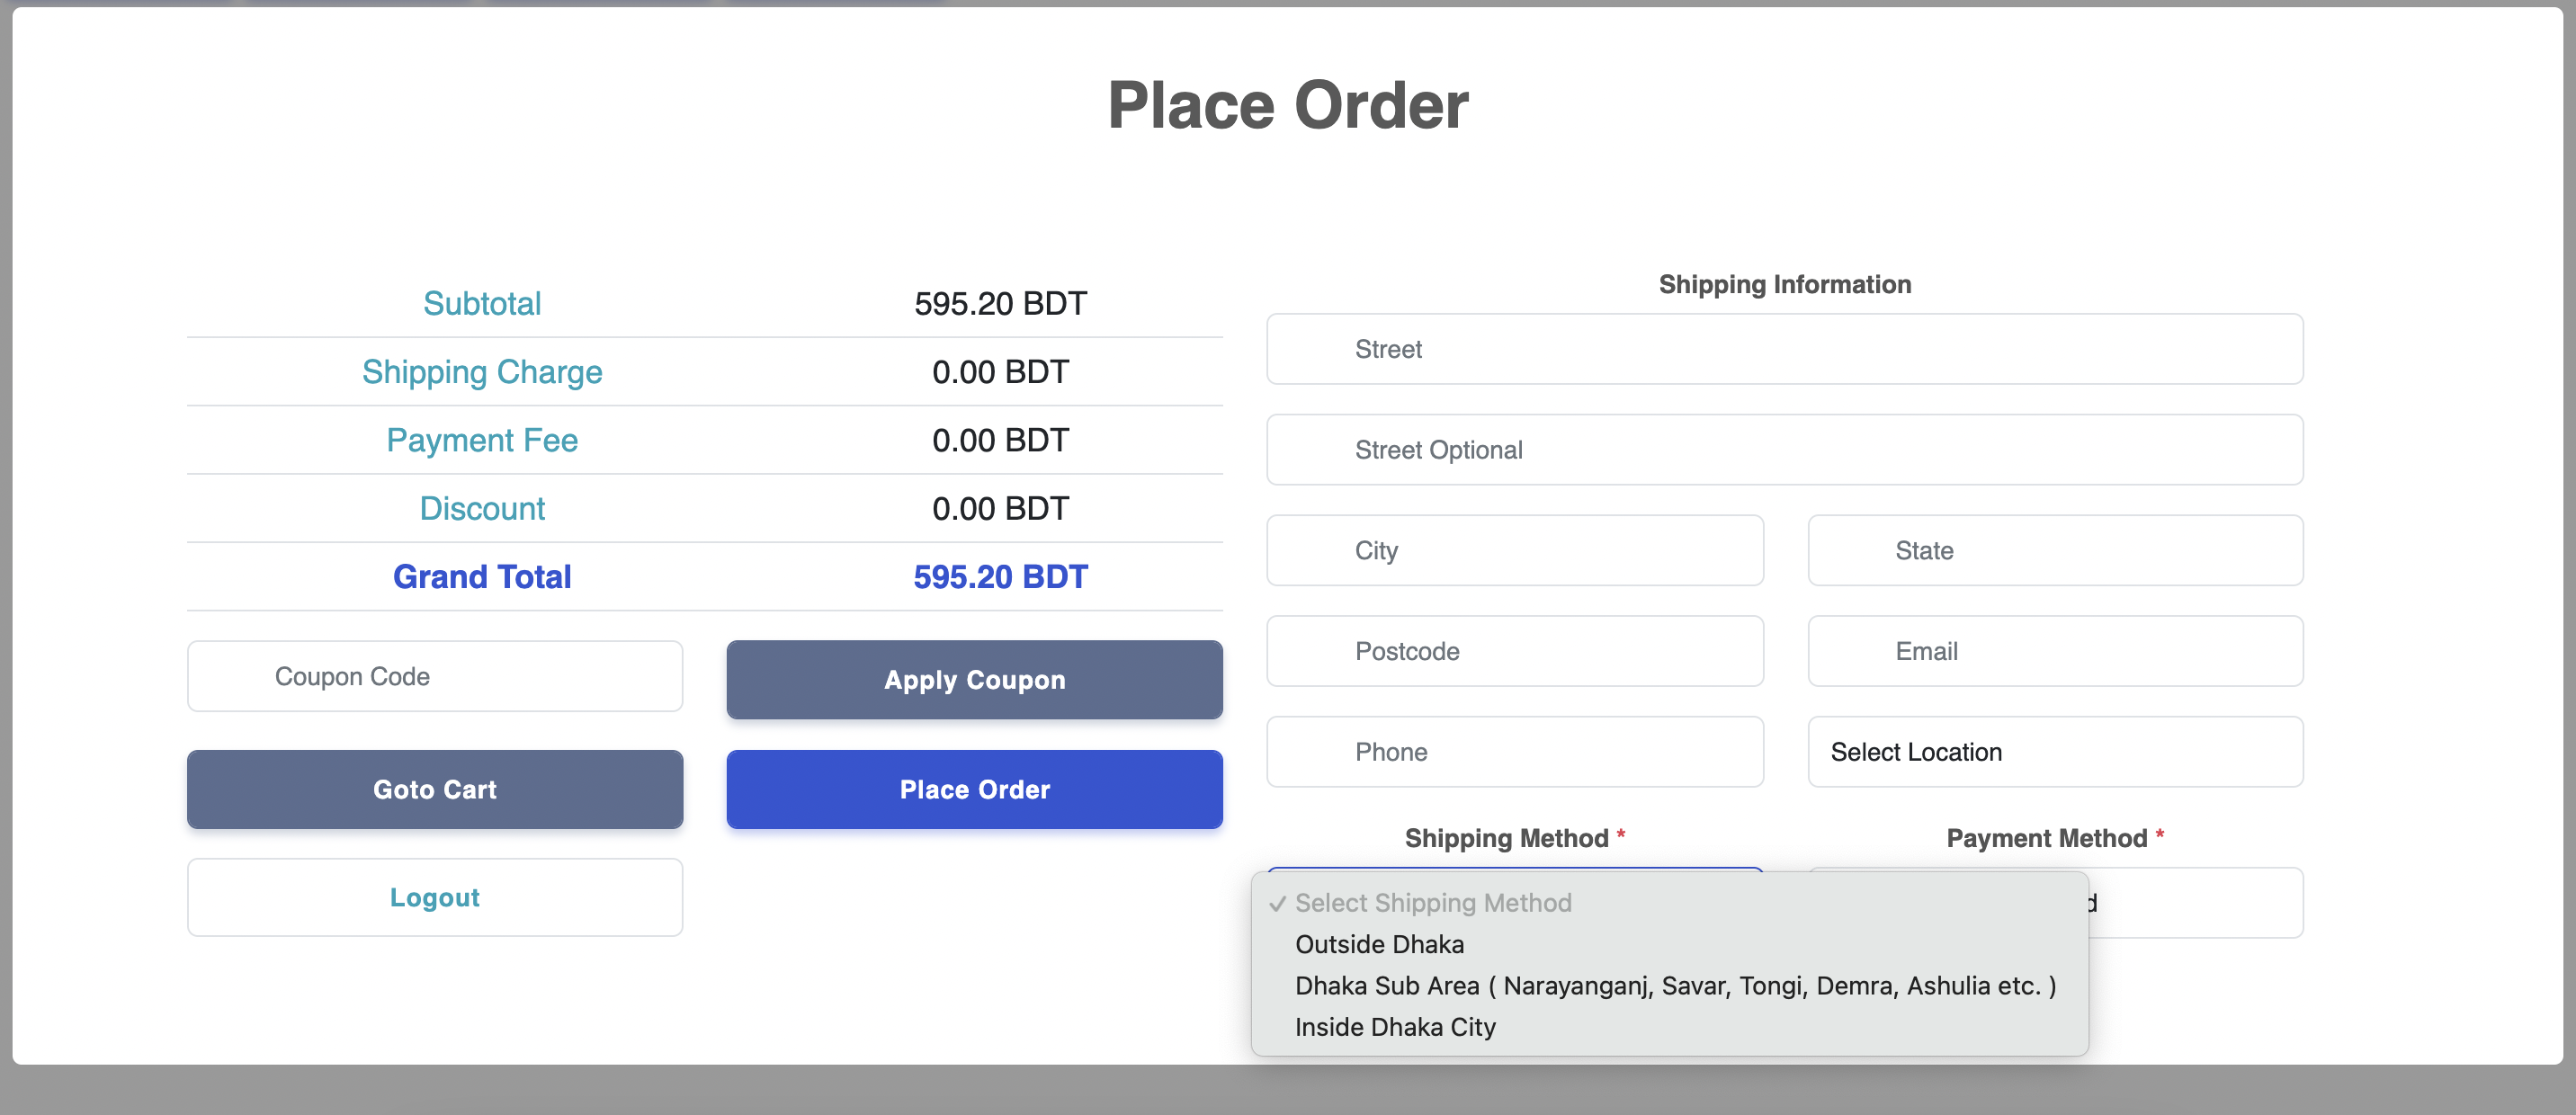 Place Order
Subtotal 595.20 BDT
Shipping Charge 0.00 BDT
Payment Fee 0.00 BDT
Discount 0.00 BDT
Grand Total 595.20 BDT
Coupon Code Apply Coupon
Goto Cart Place Order
Logout
Shipping Information
Street
Street Optional
City State
Postcode Email
Phone Select Location
Shipping Method * Payment Method *
✓ Select Shipping Method d
Outside Dhaka
Dhaka Sub Area ( Narayanganj, Savar, Tongi, Demra, Ashulia etc. )
Inside Dhaka City